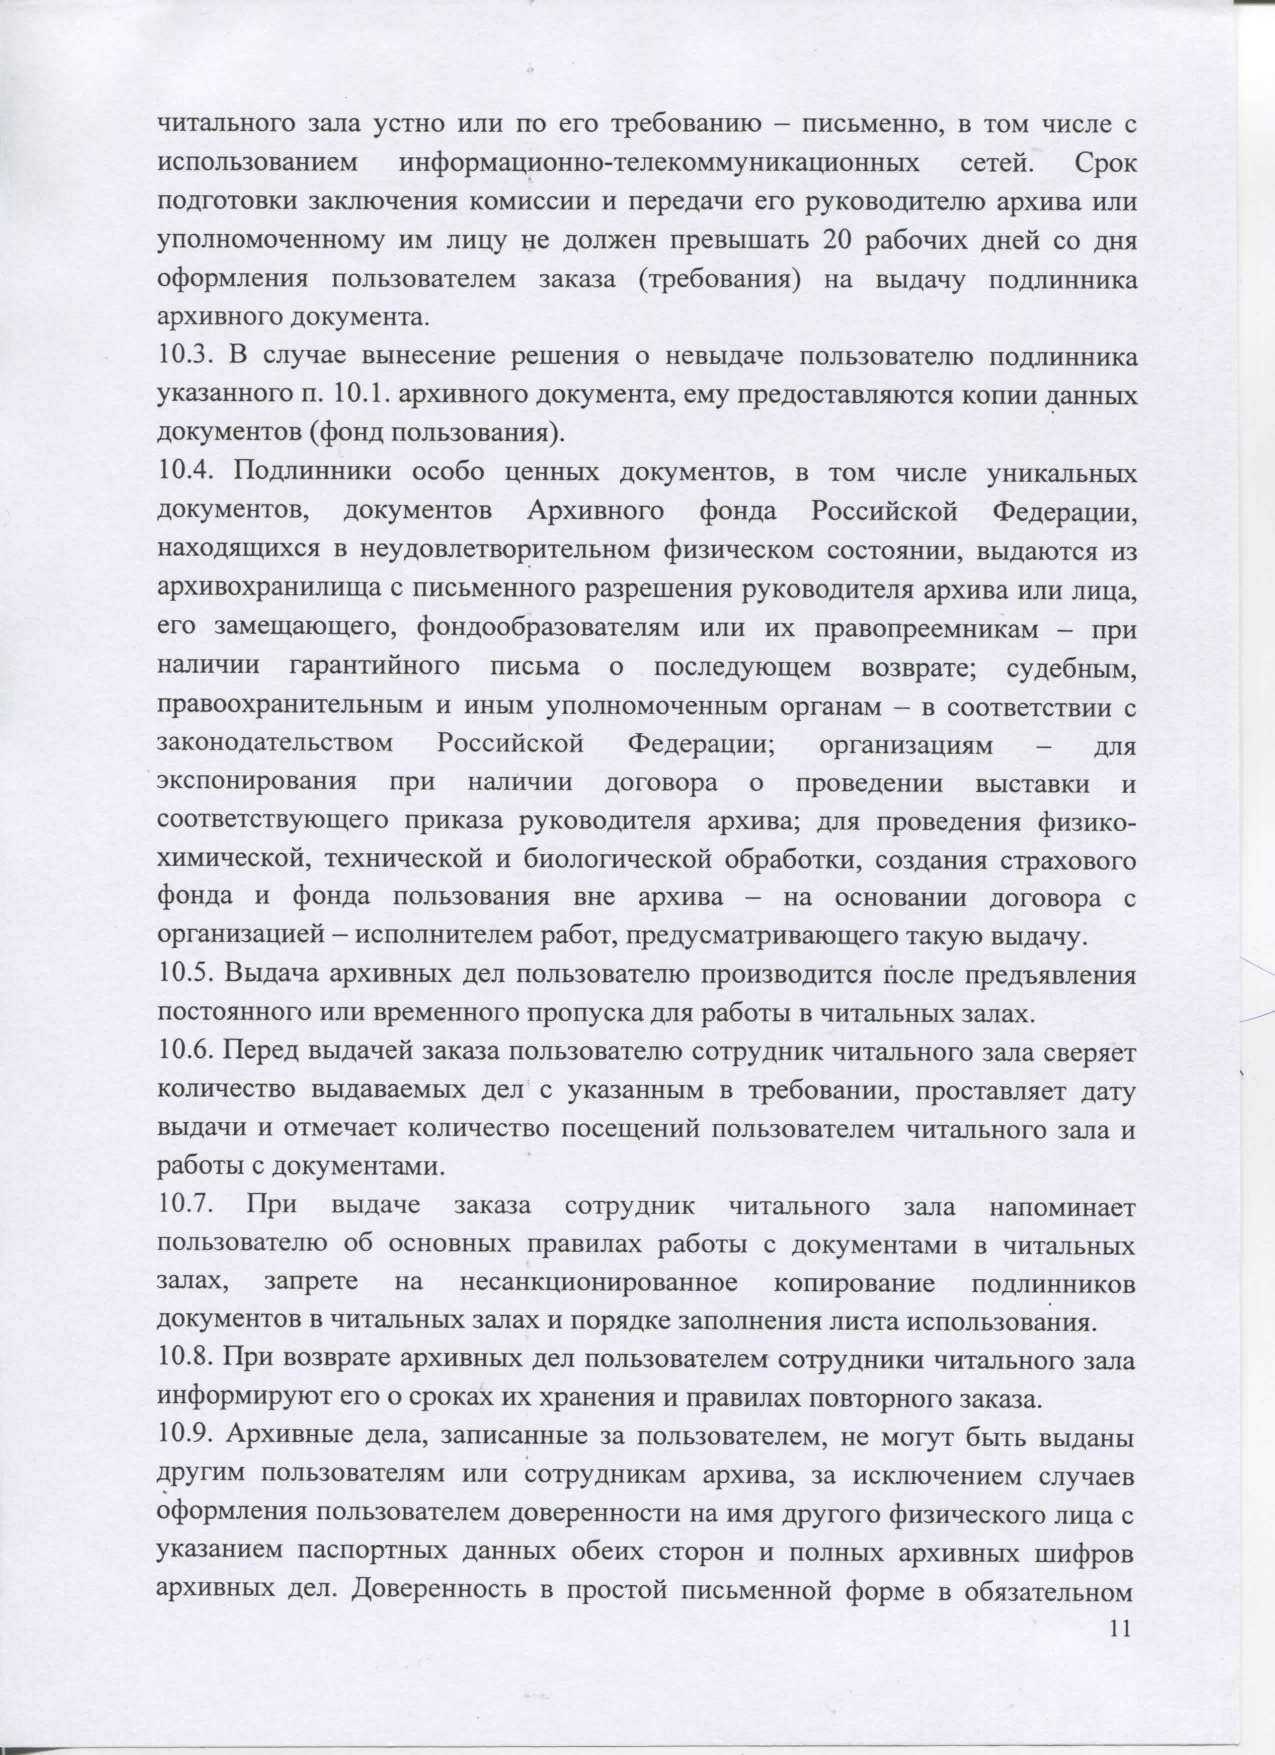 читального зала устно или по его требованию – письменно, в том числе с
использованием информационно-телекоммуникационных сетей. Срок
подготовки заключения комиссии и передачи его руководителю архива или
уполномоченному им лицу не должен превышать 20 рабочих дней со дня
оформления пользователем заказа (требования) на выдачу подлинника
архивного документа.
10.3. В случае вынесение решения о невыдаче пользователю подлинника
указанного п. 10.1. архивного документа, ему предоставляются копии данных
документов (фонд пользования).
10.4. Подлинники особо ценных документов, в том числе уникальных
документов, документов Архивного фонда Российской Федерации,
находящихся в неудовлетворительном физическом состоянии, выдаются из
архивохранилища с письменного разрешения руководителя архива или лица,
его замещающего, фондообразователям или их правопреемникам – при
наличии гарантийного письма о последующем возврате; судебным,
правоохранительным и иным уполномоченным органам – в соответствии с
законодательством Российской Федерации; организациям – для
экспонирования при наличии договора о проведении выставки и
соответствующего приказа руководителя архива; для проведения физико-
химической, технической и биологической обработки, создания страхового
фонда и фонда пользования вне архива – на основании договора с
организацией – исполнителем работ, предусматривающего такую выдачу.
10.5. Выдача архивных дел пользователю производится после предъявления
постоянного или временного пропуска для работы в читальных залах.
10.6. Перед выдачей заказа пользователю сотрудник читального зала сверяет
количество выдаваемых дел с указанным в требовании, проставляет дату
выдачи и отмечает количество посещений пользователем читального зала и
работы с документами.
10.7. При выдаче заказа сотрудник читального зала напоминает
пользователю об основных правилах работы с документами в читальных
залах, запрете на несанкционированное копирование подлинников
документов в читальных залах и порядке заполнения листа использования.
10.8. При возврате архивных дел пользователем сотрудники читального зала
информируют его о сроках их хранения и правилах повторного заказа.
10.9. Архивные дела, записанные за пользователем, не могут быть выданы
другим пользователям или сотрудникам архива, за исключением случаев
оформления пользователем доверенности на имя другого физического лица с
указанием паспортных данных обеих сторон и полных архивных шифров
архивных дел. Доверенность в простой письменной форме в обязательном
11